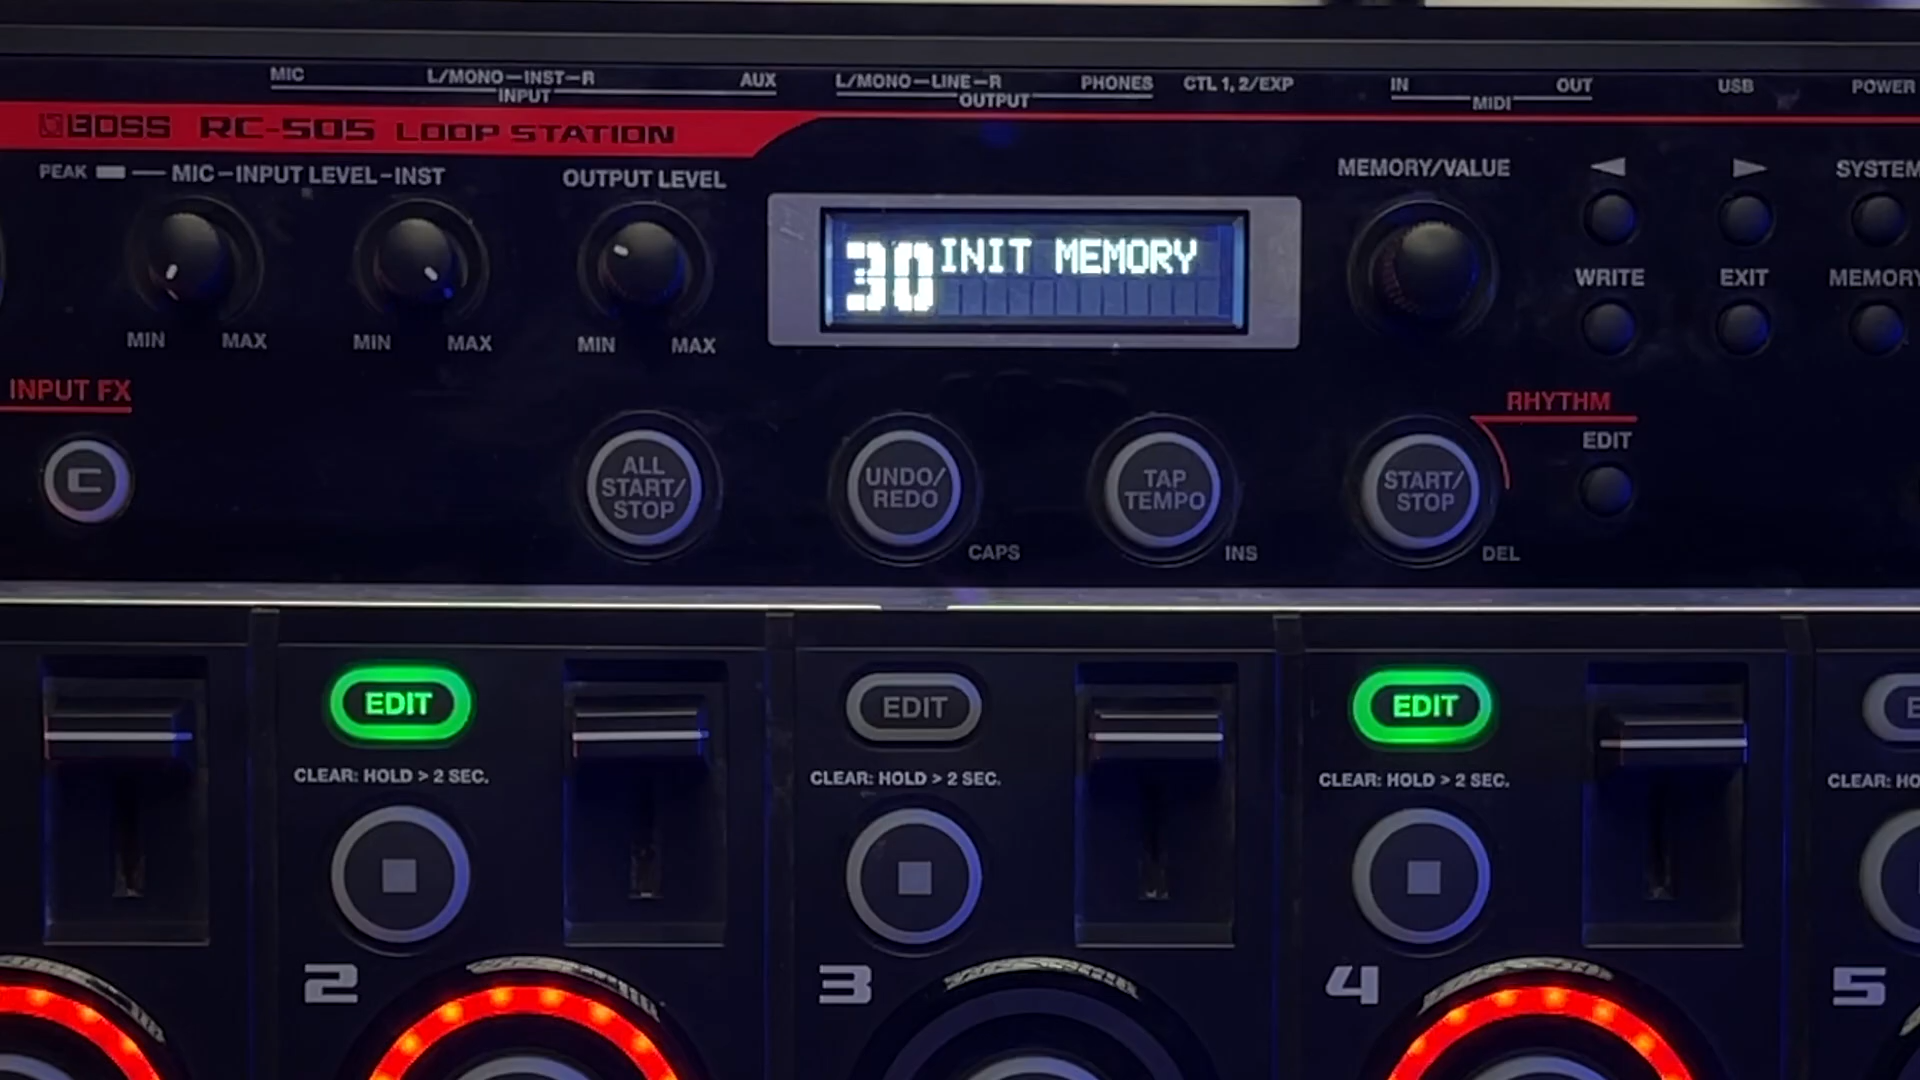 MIC L/MONO—INST—R AUX L/MONO—LINE—R PHONES CTL 1, 2/EXP IN OUT USB POWER
INPUT OUTPUT MIDI
BOSS RC-505 LOOP STATION
PEAK MIC—INPUT LEVEL—INST OUTPUT LEVEL MEMORY/VALUE SYSTEM
30 INIT MEMORY
WRITE EXIT MEMORY
MIN MAX MIN MAX MIN MAX
INPUT FX RHYTHM
EDIT
C
ALL
START/
STOP
UNDO/
REDO
TAP
TEMPO
START/
STOP
CAPS INS DEL
EDIT EDIT EDIT
CLEAR: HOLD > 2 SEC. CLEAR: HOLD > 2 SEC. CLEAR: HOLD > 2 SEC. CLEAR: HO
2 3 4 5